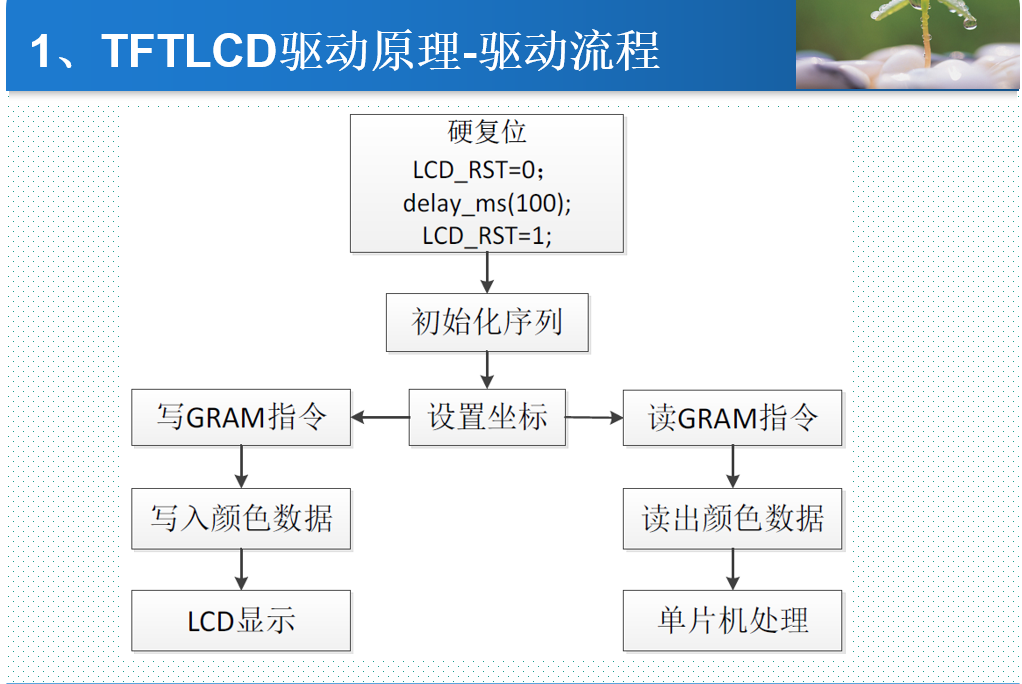 1、TFTLCD驱动原理-驱动流程
硬复位
LCD_RST=0；
delay_ms(100);
LCD_RST=1;
初始化序列
写GRAM指令
设置坐标
读GRAM指令
写入颜色数据
读出颜色数据
LCD显示
单片机处理